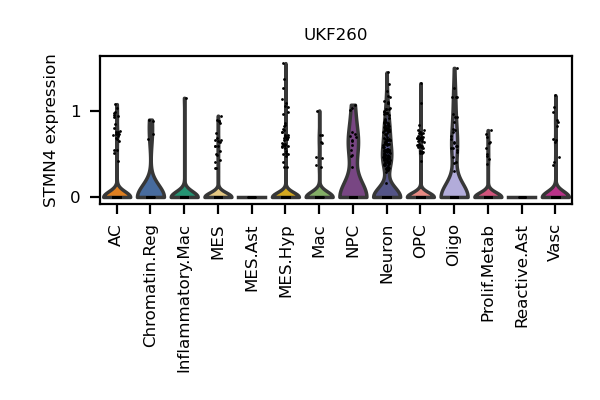 UKF260
STMN4 expression
1
0
AC
Chromatin.Reg
Inflammatory.Mac
MES
MES.Ast
MES.Hyp
Mac
NPC
Neuron
OPC
Oligo
Prolif.Metab
Reactive.Ast
Vasc